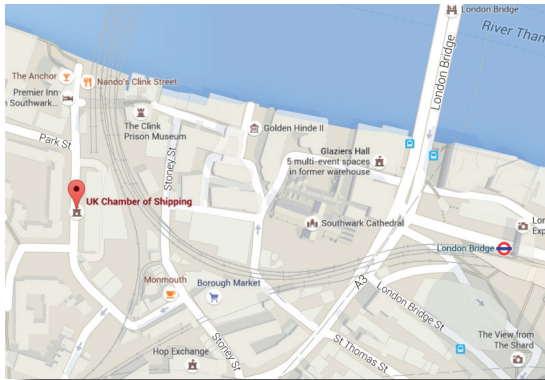 London Bridge
River Tham
London Bridge
The Anchor
Nando's Clink Street
Premier Inn
Southwark...
The Clink
Prison Museum
Golden Hinde II
Glaziers Hall
5 multi-event spaces
in former warehouse
Park St
Stoney St
UK Chamber of Shipping
Southwark Cathedral
Lon
Exp
London Bridge
A3
Monmouth
Borough Market
London Bridge St
Stoney St
St Thomas St
Hop Exchange
The View from
The Shard